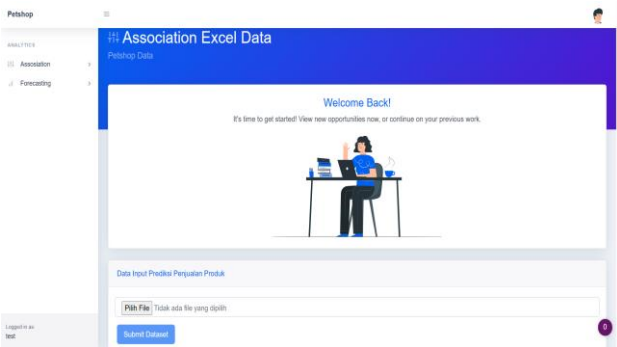 Petshop
Association Excel Data
Petshop Data
ANALYTICS
Association
Forecasting
Welcome Back!
It's time to get started! View new opportunities now, or continue on your previous work.
Data Input Prediksi Penjualan Produk
Pilih File Tidak ada file yang dipilih
Submit Dataset
0
Logged in as
test